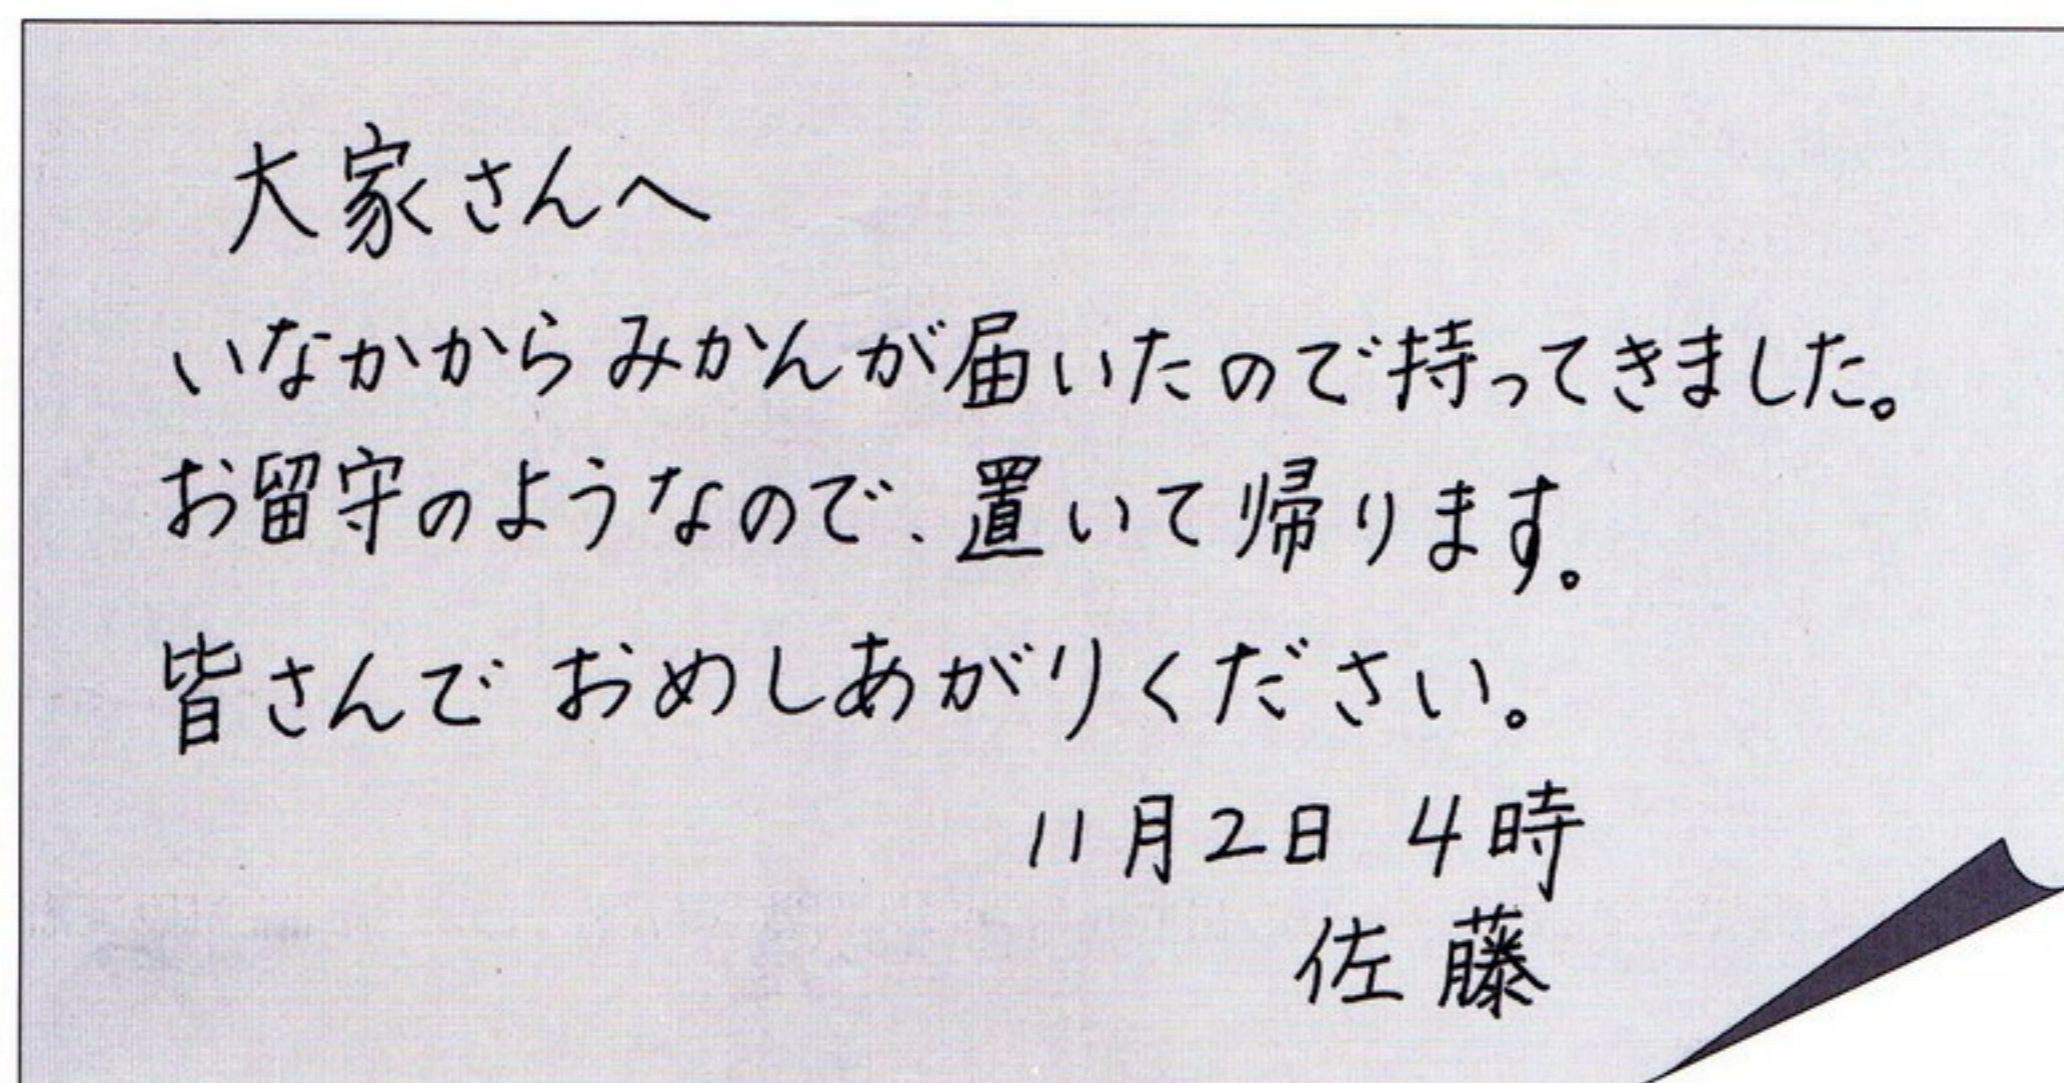 大家さんへ
いなかからみかんが届いたので持ってきました。
お留守のようなので、置いて帰ります。
皆さんでおめしあがりください。
11月2日 4時
佐藤